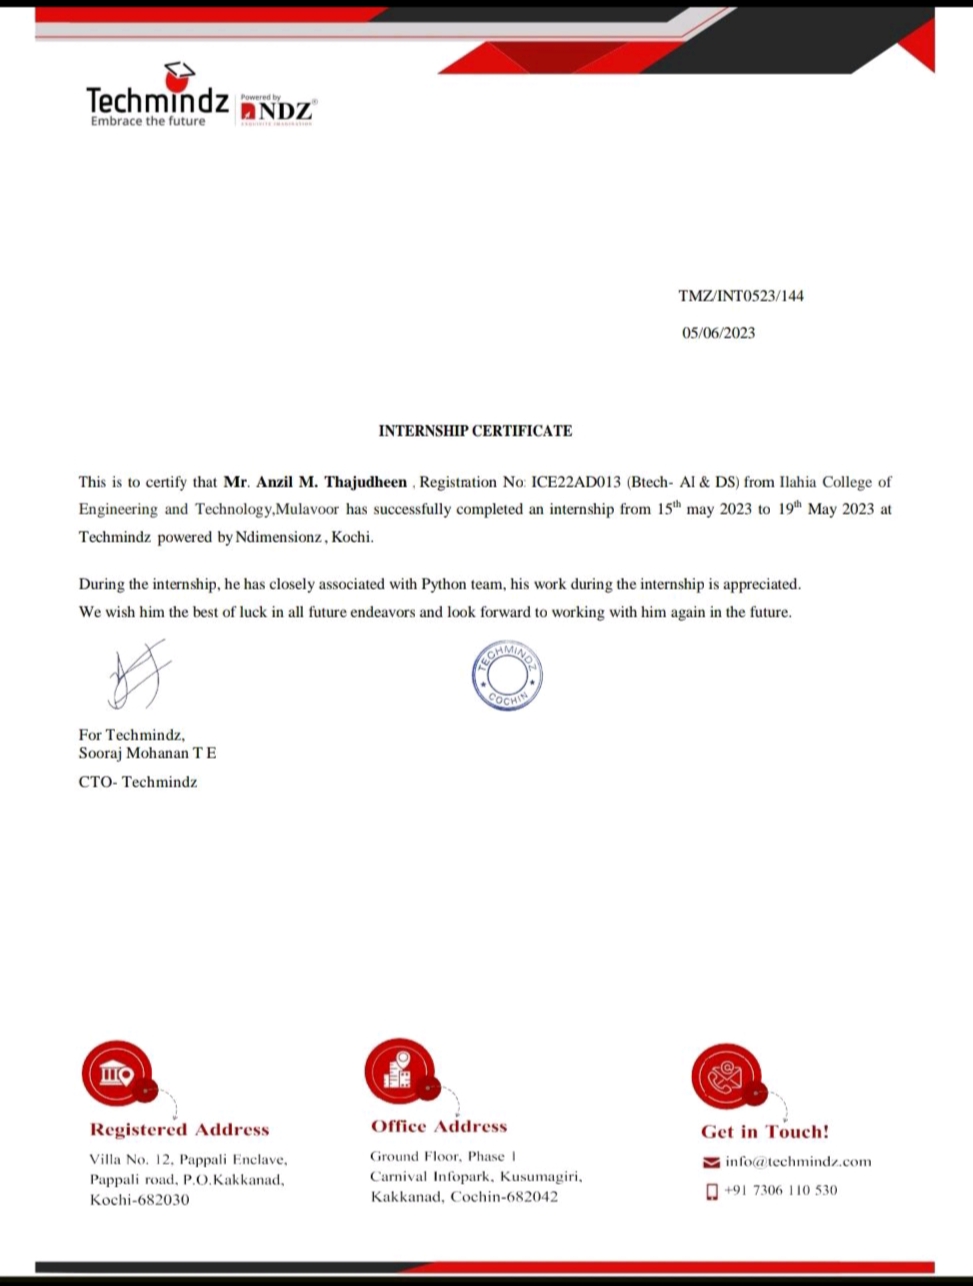 Techmindz
Embrace the future
Powered by
NDZ®
TMZ/INT0523/144
05/06/2023
INTERNSHIP CERTIFICATE
This is to certify that Mr. Anzil M. Thajudheen , Registration No: ICE22AD013 (Btech- AI & DS) from Ilahia College of
Engineering and Technology,Mulavoor has successfully completed an internship from 15th may 2023 to 19th May 2023 at
Techmindz powered by Ndimensionz , Kochi.
During the internship, he has closely associated with Python team, his work during the internship is appreciated.
We wish him the best of luck in all future endeavors and look forward to working with him again in the future.
TECHMINDZ
COCHIN
For Techmindz,
Sooraj Mohanan T E
CTO- Techmindz
Registered Address
Villa No. 12, Pappali Enclave,
Pappali road, P.O.Kakkanad,
Kochi-682030
Office Address
Ground Floor, Phase 1
Carnival Infopark, Kusumagiri,
Kakkanad, Cochin-682042
Get in Touch!
info@techmindz.com
+91 7306 110 530